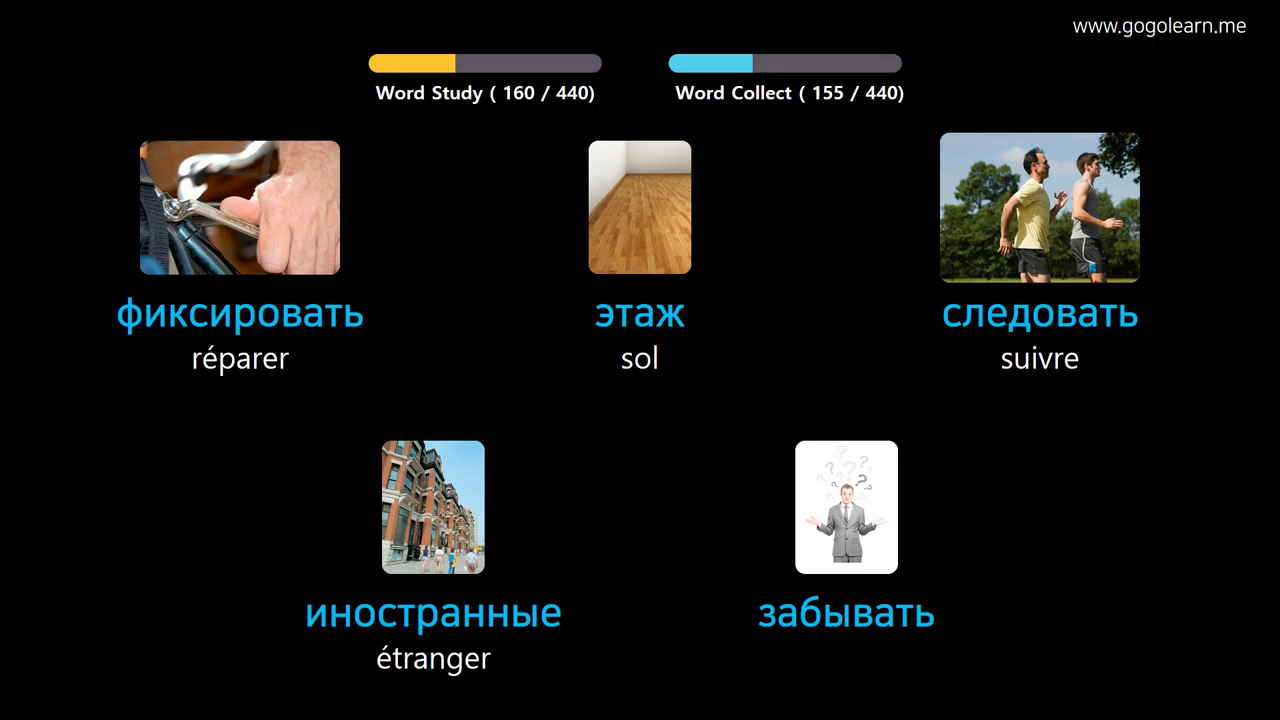 www.gogolearn.me
Word Study ( 160 / 440)
Word Collect ( 155 / 440)
фиксировать
réparer
этаж
sol
следовать
suivre
иностранные
étranger
забывать